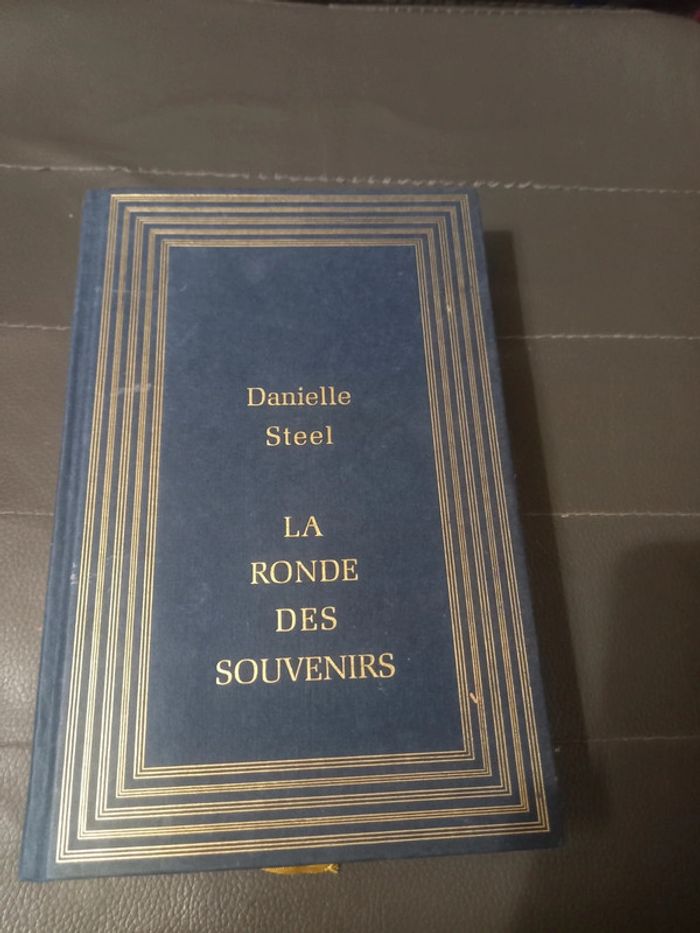 Danielle
Steel
LA
RONDE
DES
SOUVENIRS